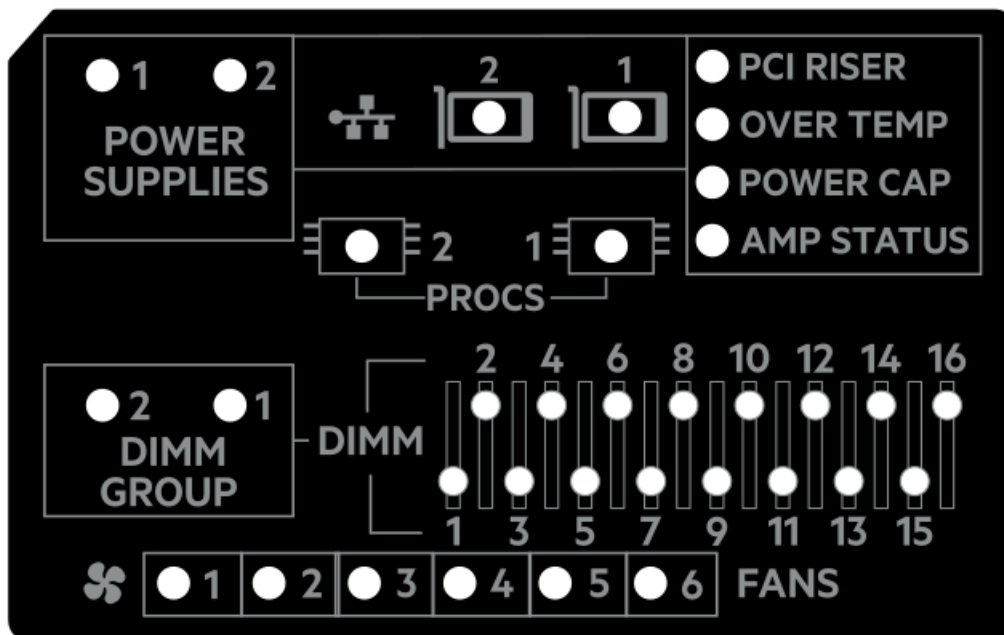 1 2
POWER
SUPPLIES
2 1
PCI RISER
OVER TEMP
POWER CAP
AMP STATUS
2 1
PROCS
2 1
DIMM
GROUP
DIMM
2 4 6 8 10 12 14 16
1 3 5 7 9 11 13 15
1 2 3 4 5 6 FANS